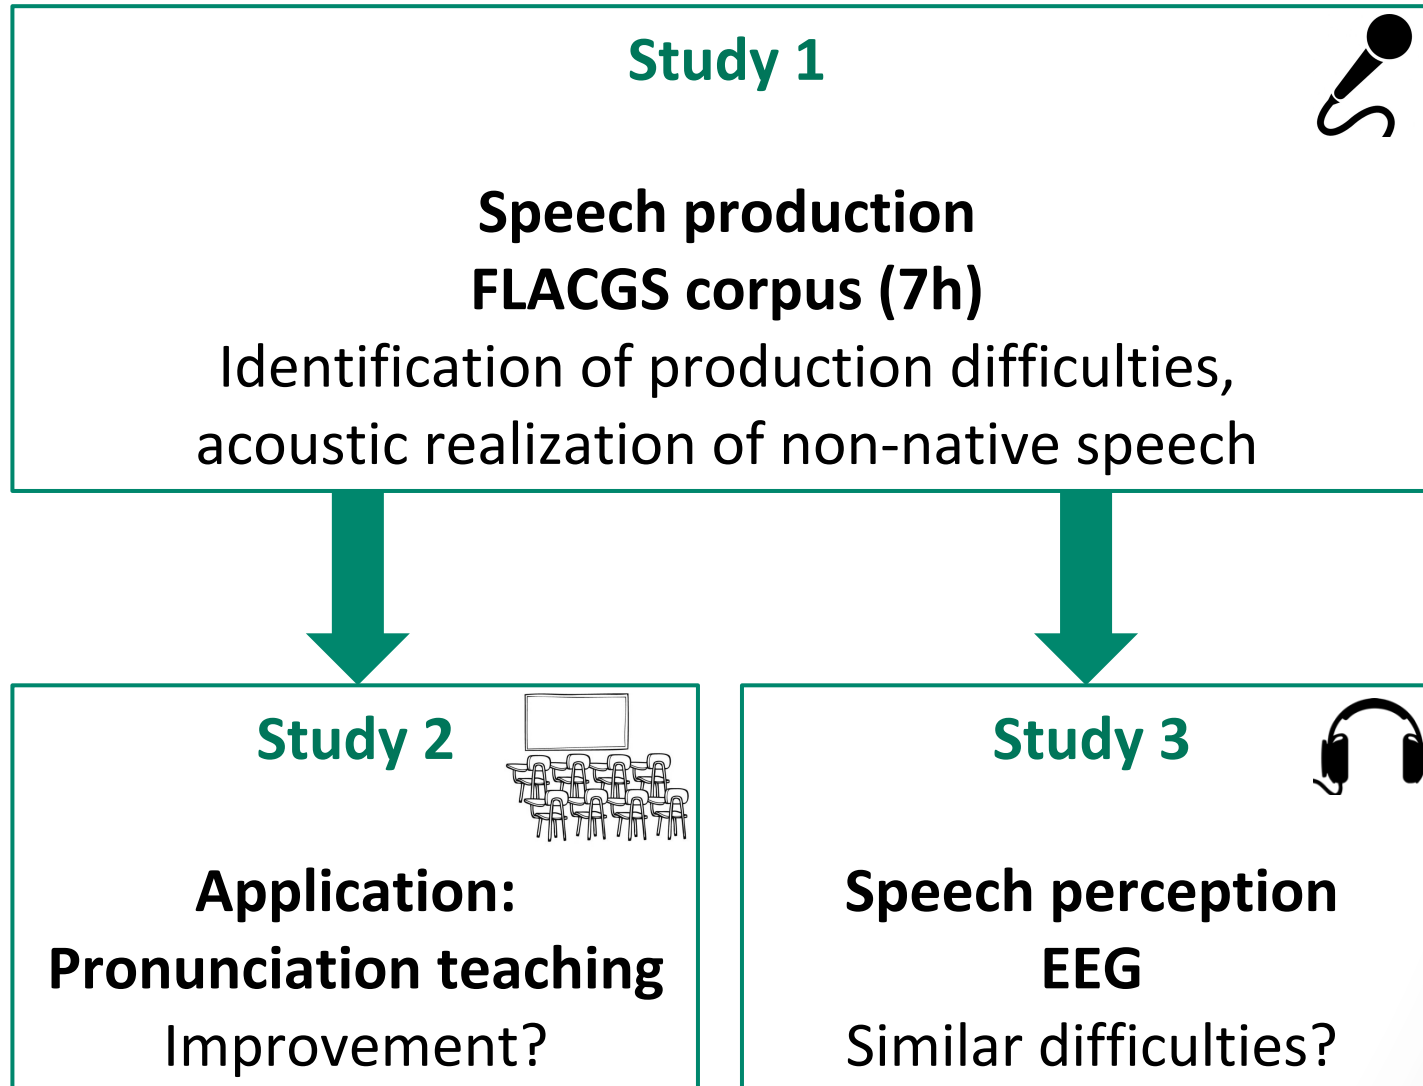 Study 1
Speech production
FLACGS corpus (7h)
Identification of production difficulties,
acoustic realization of non-native speech
Study 2
Application:
Pronunciation teaching
Improvement?
Study 3
Speech perception
EEG
Similar difficulties?